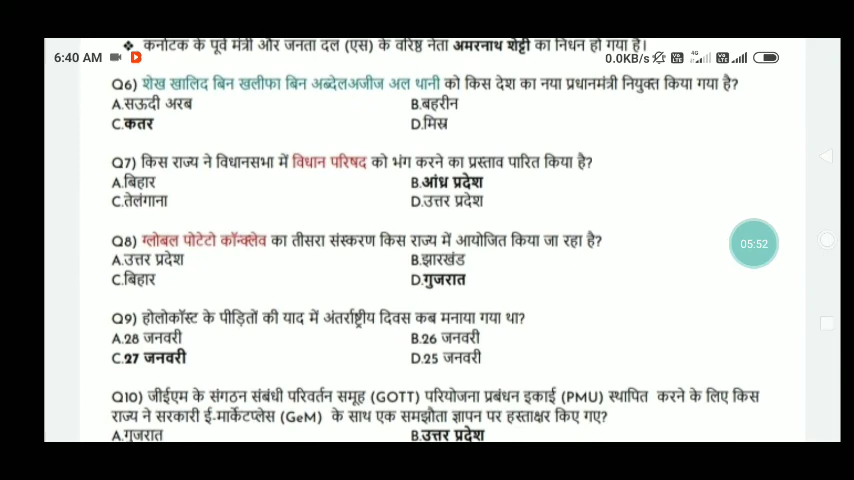 ❖ कर्नाटक के पूर्व मंत्री और जनता दल (एस) के वरिष्ठ नेता अमरनाथ शेट्टी का निधन हो गया है।
6:40 AM
0.0KB/s
4G
Q6) शेख खालिद बिन खलीफा बिन अब्देलअजीज अल थानी को किस देश का नया प्रधानमंत्री नियुक्त किया गया है?
A.सऊदी अरब B.बहरीन
C.कतर D.मिस्र
Q7) किस राज्य ने विधानसभा में विधान परिषद को भंग करने का प्रस्ताव पारित किया है?
A.बिहार B.आंध्र प्रदेश
C.तेलंगाना D.उत्तर प्रदेश
Q8) ग्लोबल पोटेटो कॉन्क्लेव का तीसरा संस्करण किस राज्य में आयोजित किया जा रहा है?
05:52
A.उत्तर प्रदेश B.झारखंड
C.बिहार D.गुजरात
Q9) होलोकॉस्ट के पीड़ितों की याद में अंतर्राष्ट्रीय दिवस कब मनाया गया था?
A.28 जनवरी B.26 जनवरी
C.27 जनवरी D.25 जनवरी
Q10) जीईएम के संगठन संबंधी परिवर्तन समूह (GOTT) परियोजना प्रबंधन इकाई (PMU) स्थापित करने के लिए किस
राज्य ने सरकारी ई-मार्केटप्लेस (GeM) के साथ एक समझौता ज्ञापन पर हस्ताक्षर किए गए?
A.गुजरात B.उत्तर प्रदेश